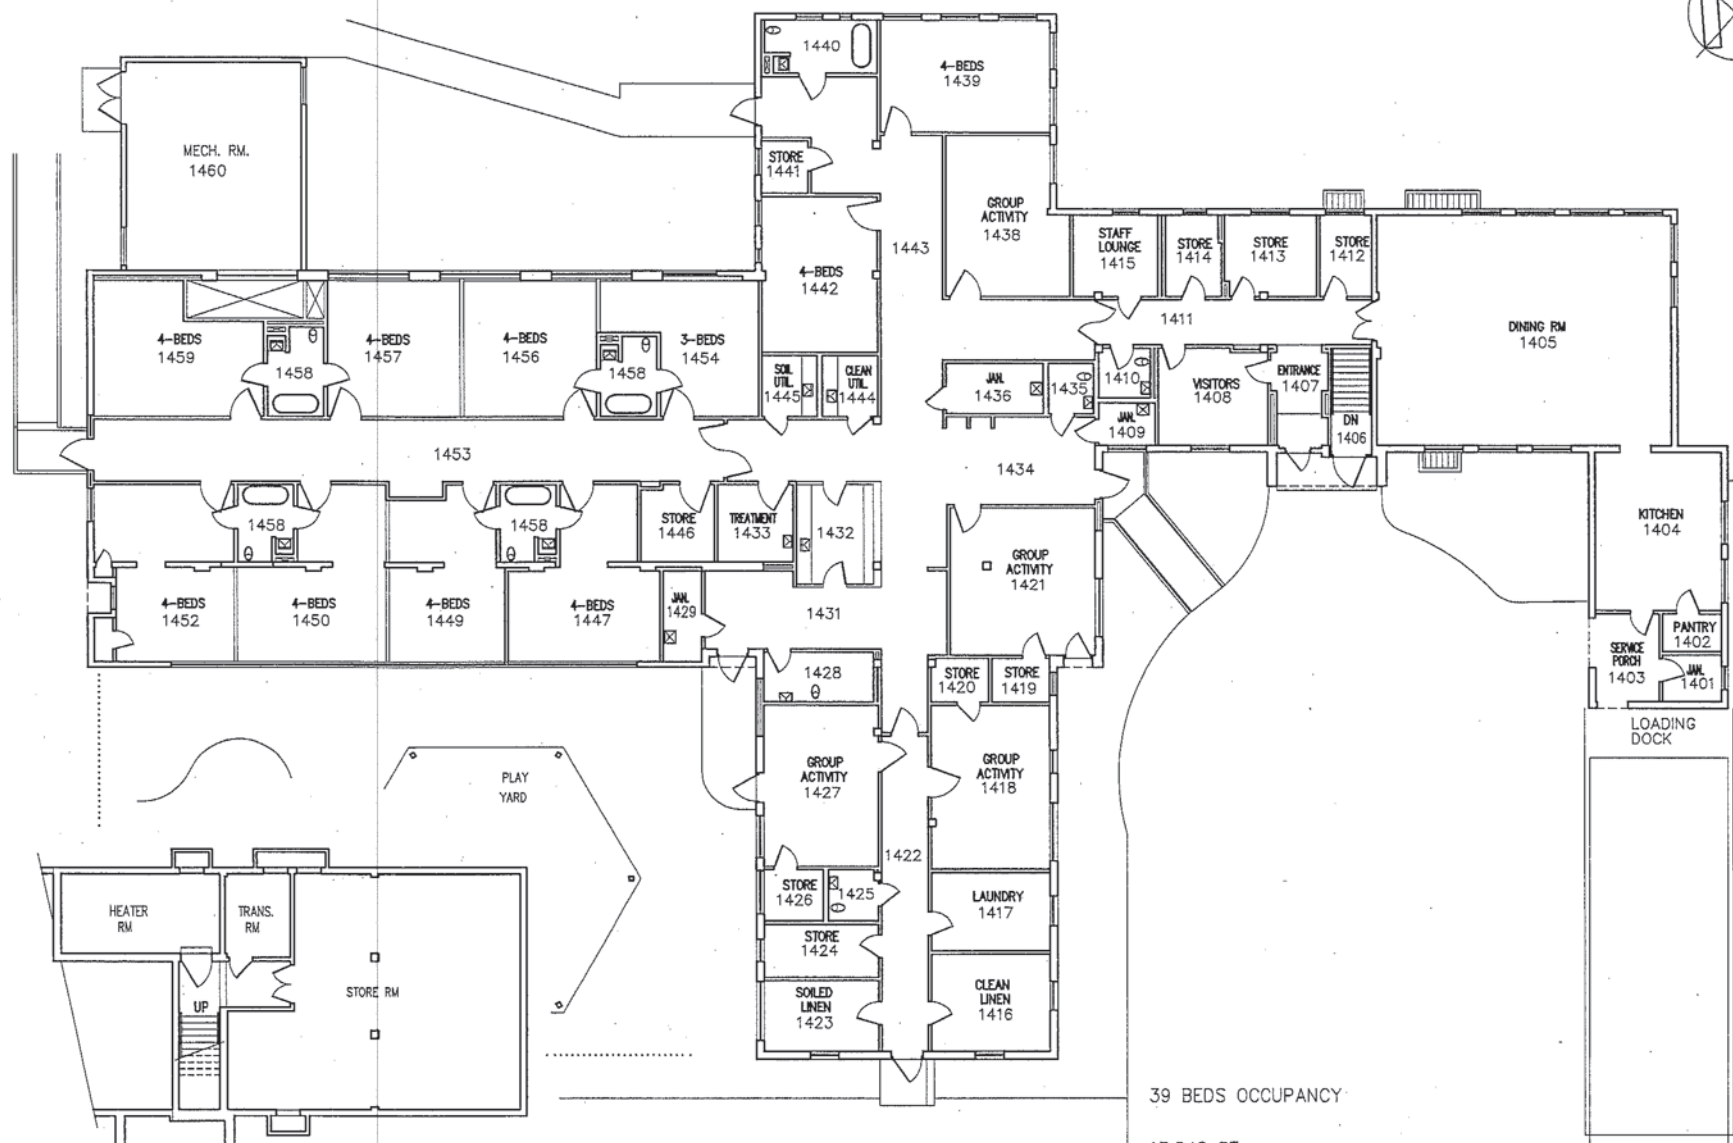 1440
4-BEDS
1439
MECH. RM.
1460
STORE
1441
GROUP
ACTIVITY
1438
1443
STAFF
LOUNGE
1415
STORE
1414
STORE
1413
STORE
1412
4-BEDS
1442
1411
DINING RM
1405
4-BEDS
1459
1458
4-BEDS
1457
4-BEDS
1456
1458
3-BEDS
1454
SOIL
UTIL.
1445
CLEAN
UTIL.
1444
JAN.
1436
1435
1410
VISITORS
1408
ENTRANCE
1407
JAN.
1409
DN
1406
1453
1434
1458
1458
STORE
1446
TREATMENT
1433
1432
GROUP
ACTIVITY
1421
KITCHEN
1404
4-BEDS
1452
4-BEDS
1450
4-BEDS
1449
4-BEDS
1447
JAN.
1429
1431
PANTRY
1402
SERVICE
PORCH
1403
JAN.
1401
1428
STORE
1420
STORE
1419
LOADING
DOCK
PLAY
YARD
GROUP
ACTIVITY
1427
GROUP
ACTIVITY
1418
1422
STORE
1426
1425
LAUNDRY
1417
HEATER
RM
TRANS.
RM
STORE
1424
STORE RM
UP
SOILED
LINEN
1423
CLEAN
LINEN
1416
39 BEDS OCCUPANCY